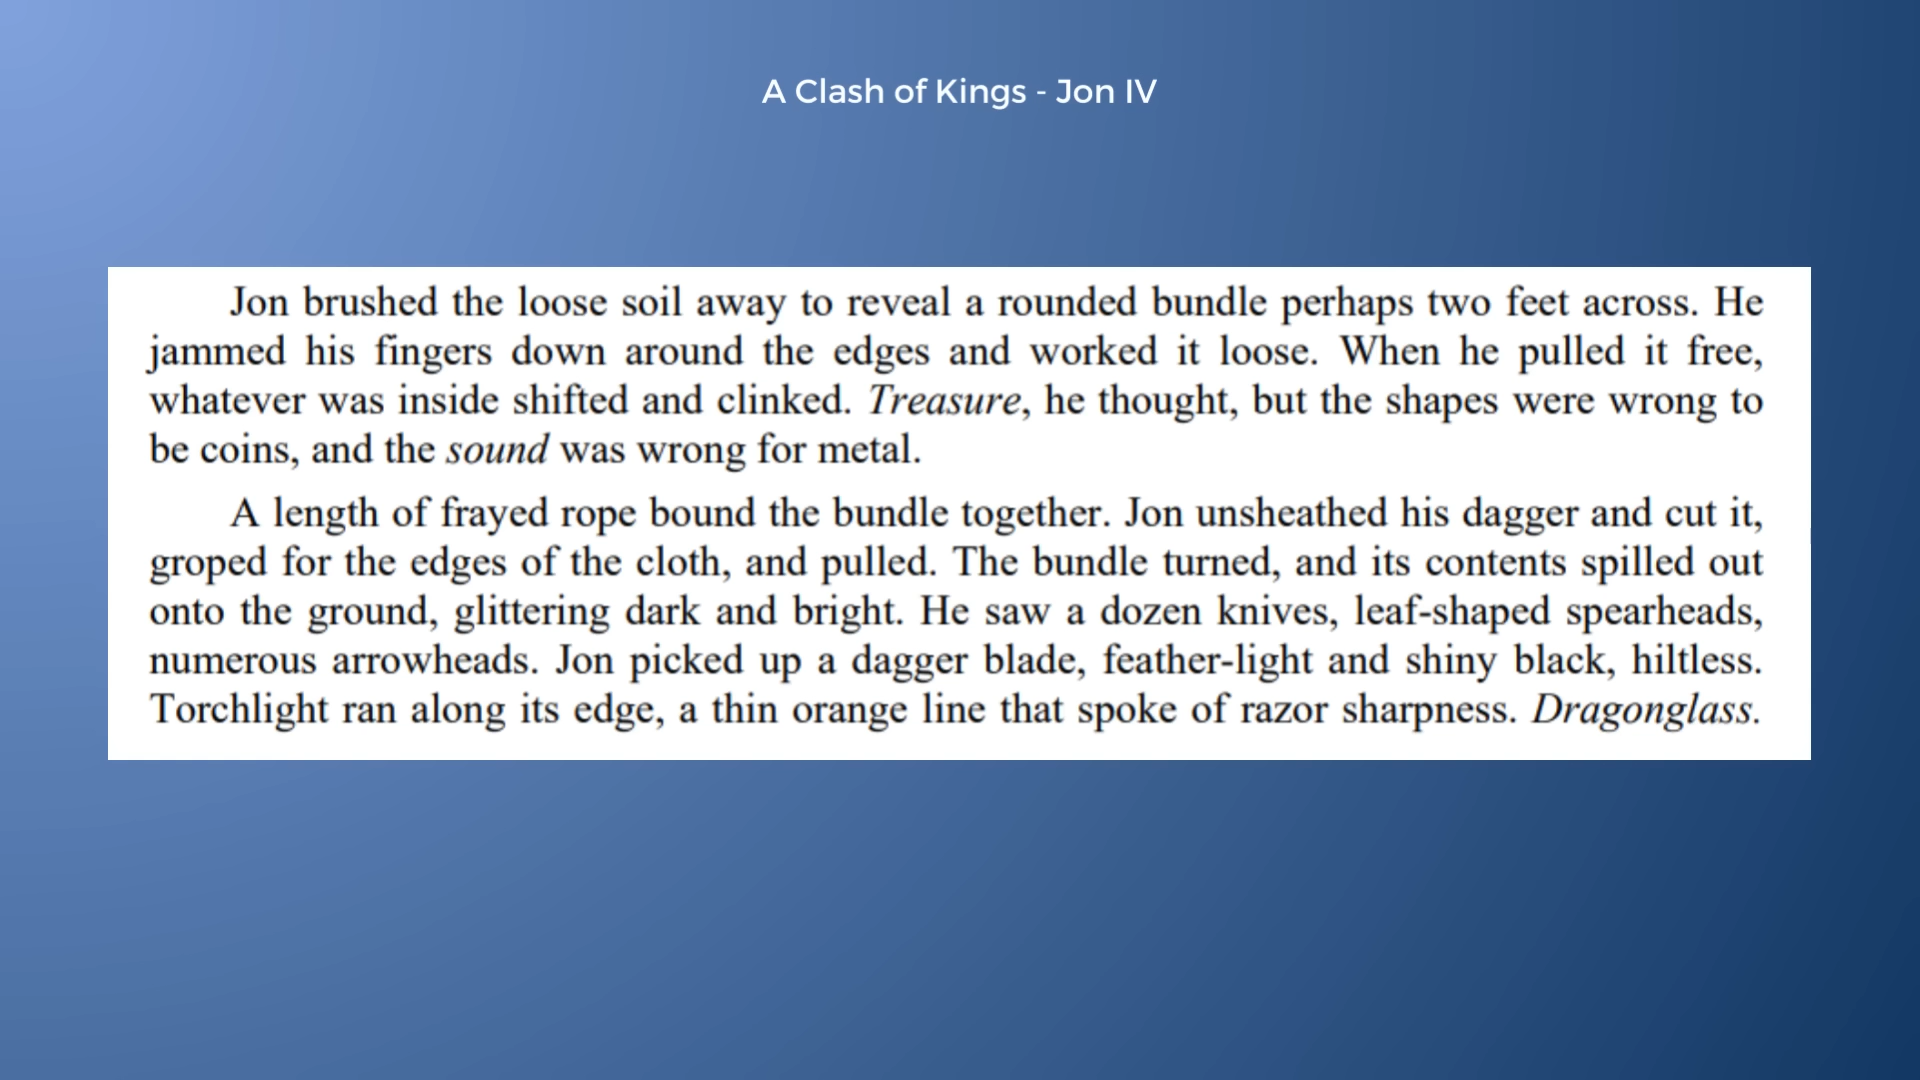 A Clash of Kings - Jon IV
Jon brushed the loose soil away to reveal a rounded bundle perhaps two feet across. He
jammed his fingers down around the edges and worked it loose. When he pulled it free,
whatever was inside shifted and clinked. Treasure, he thought, but the shapes were wrong to
be coins, and the sound was wrong for metal.
A length of frayed rope bound the bundle together. Jon unsheathed his dagger and cut it,
groped for the edges of the cloth, and pulled. The bundle turned, and its contents spilled out
onto the ground, glittering dark and bright. He saw a dozen knives, leaf-shaped spearheads,
numerous arrowheads. Jon picked up a dagger blade, feather-light and shiny black, hiltless.
Torchlight ran along its edge, a thin orange line that spoke of razor sharpness. Dragonglass.